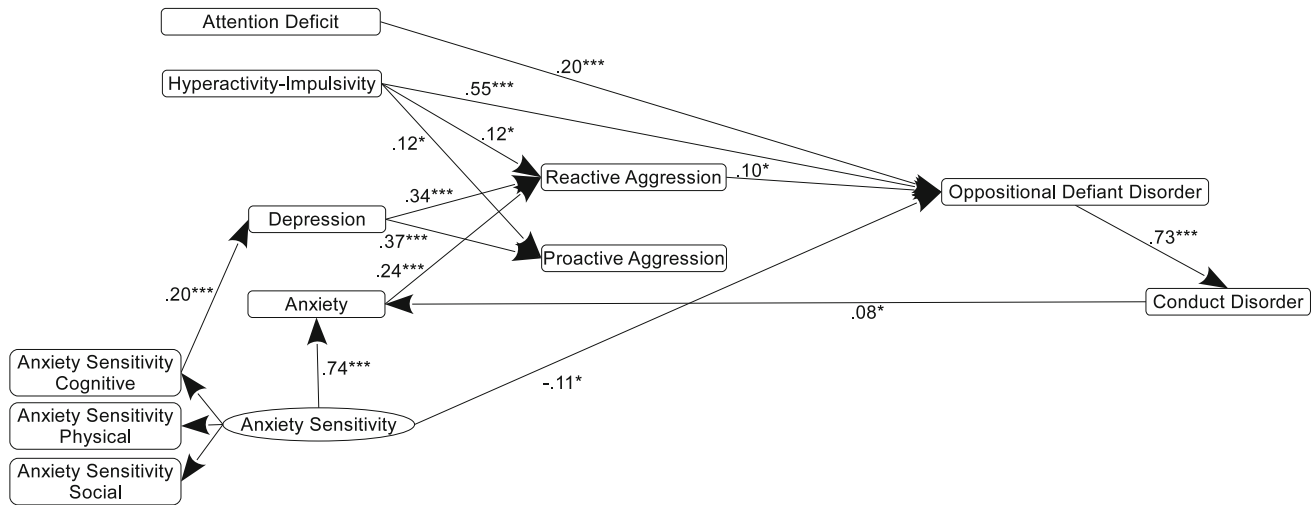 Attention Deficit
.20***
Hyperactivity-Impulsivity
.55***
.12*
.12*
Reactive Aggression
.10*
Oppositional Defiant Disorder
.34***
Depression
.37***
.73***
Proactive Aggression
.24***
.20***
Anxiety
.08*
Conduct Disorder
Anxiety Sensitivity
Cognitive
.74***
-.11*
Anxiety Sensitivity
Physical
Anxiety Sensitivity
Anxiety Sensitivity
Social